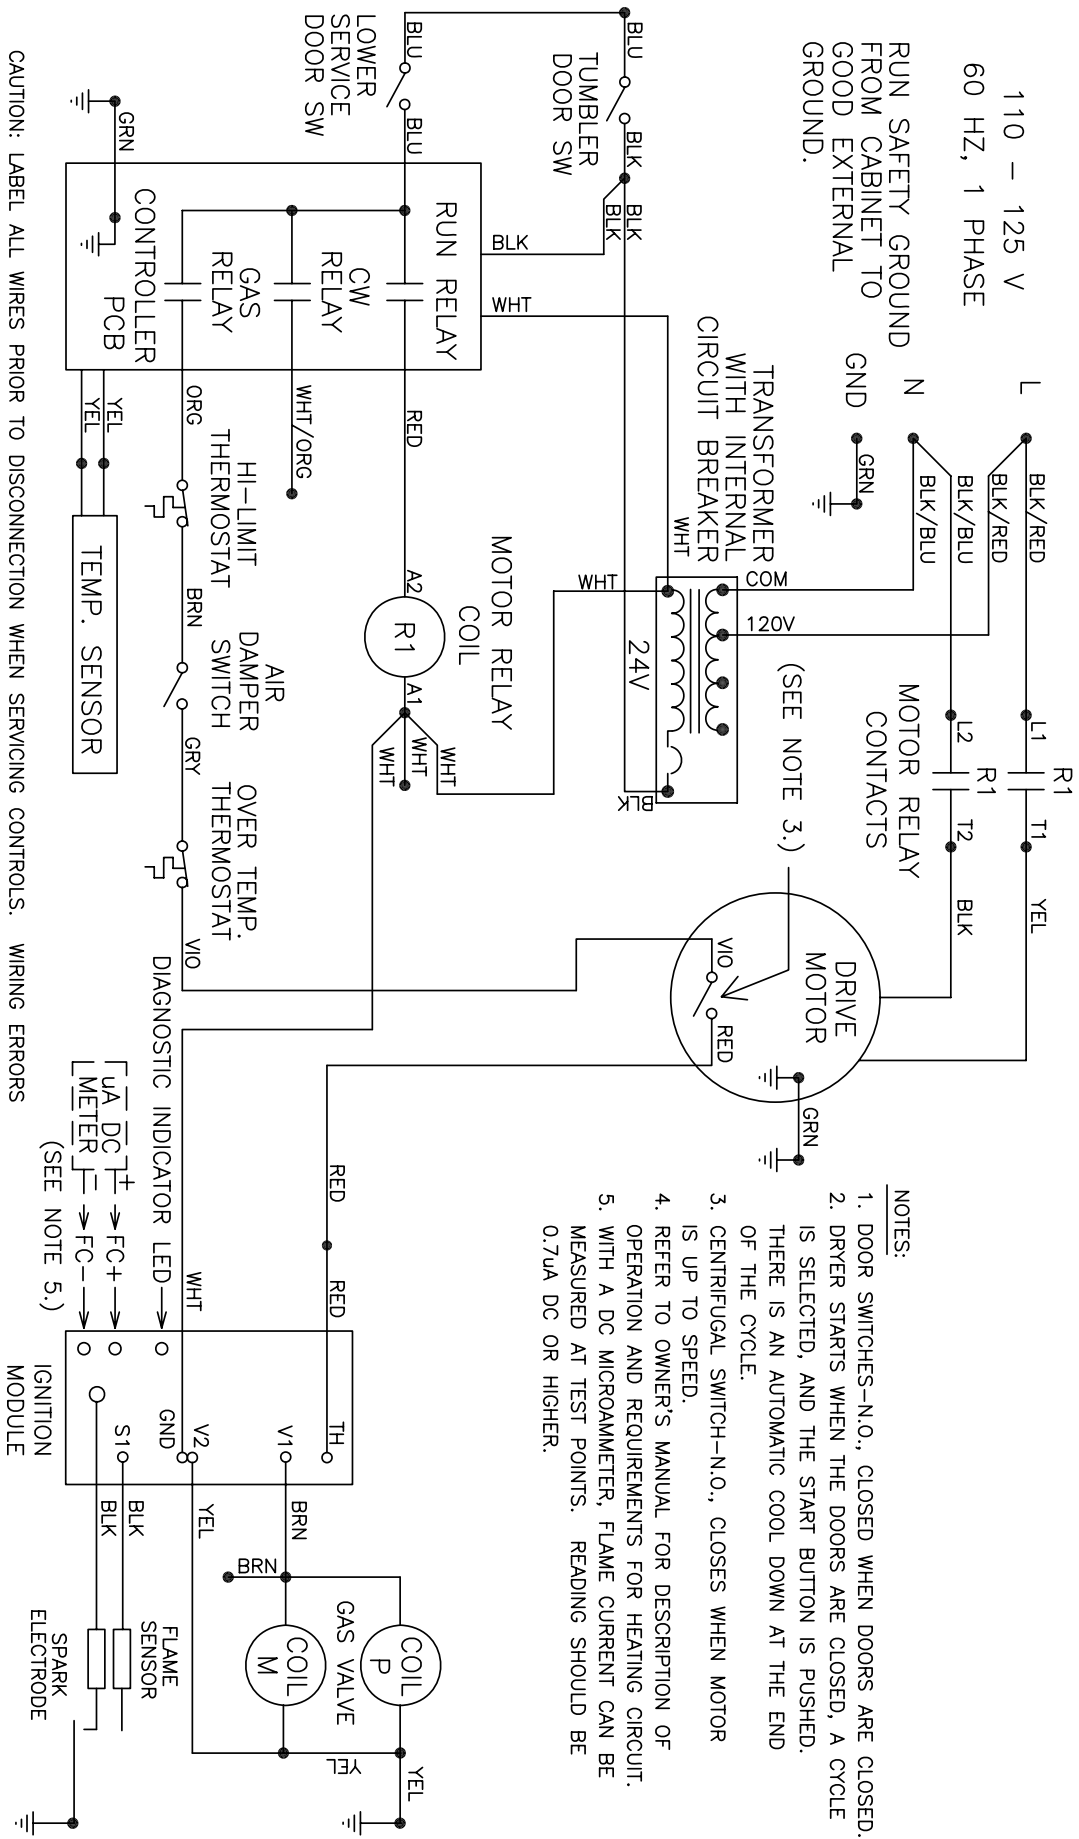 110 – 125 V
60 HZ, 1 PHASE
RUN SAFETY GROUND
FROM CABINET TO
GOOD EXTERNAL
GROUND.
L
N
GND
GRN
BLK/RED
BLK/RED
BLK/BLU
BLK/BLU
L1
R1
T1
YEL
L2
R1
T2
BLK
MOTOR RELAY
CONTACTS
DRIVE
MOTOR
VIO
RED
GRN
(SEE NOTE 3.)
TRANSFORMER
WITH INTERNAL
CIRCUIT BREAKER
COM
120V
WHT
WHT
24V
BLK
BLU
TUMBLER
DOOR SW
BLK
BLK
BLK
BLK
WHT
BLU
LOWER
SERVICE
DOOR SW
BLU
RUN RELAY
CW
RELAY
GAS
RELAY
CONTROLLER
PCB
GRN
RED
WHT/ORG
ORG
YEL
YEL
TEMP. SENSOR
MOTOR RELAY
COIL
A2
R1
A1
WHT
WHT
WHT
HI–LIMIT
THERMOSTAT
BRN
AIR
DAMPER
SWITCH
GRY
OVER TEMP.
THERMOSTAT
VIO
RED
RED
DIAGNOSTIC INDICATOR LED
WHT
uA DC
METER
+
–
FC+
FC–
(SEE NOTE 5.)
IGNITION
MODULE
TH
V1
V2
GND
S1
BRN
YEL
BLK
BLK
BRN
COIL
P
COIL
M
GAS VALVE
YEL
YEL
FLAME
SENSOR
SPARK
ELECTRODE
NOTES:
1. DOOR SWITCHES–N.O., CLOSED WHEN DOORS ARE CLOSED.
2. DRYER STARTS WHEN THE DOORS ARE CLOSED, A CYCLE
IS SELECTED, AND THE START BUTTON IS PUSHED.
THERE IS AN AUTOMATIC COOL DOWN AT THE END
OF THE CYCLE.
3. CENTRIFUGAL SWITCH–N.O., CLOSES WHEN MOTOR
IS UP TO SPEED.
4. REFER TO OWNER'S MANUAL FOR DESCRIPTION OF
OPERATION AND REQUIREMENTS FOR HEATING CIRCUIT.
5. WITH A DC MICROAMMETER, FLAME CURRENT CAN BE
MEASURED AT TEST POINTS. READING SHOULD BE
0.7uA DC OR HIGHER.
CAUTION: LABEL ALL WIRES PRIOR TO DISCONNECTION WHEN SERVICING CONTROLS. WIRING ERRORS